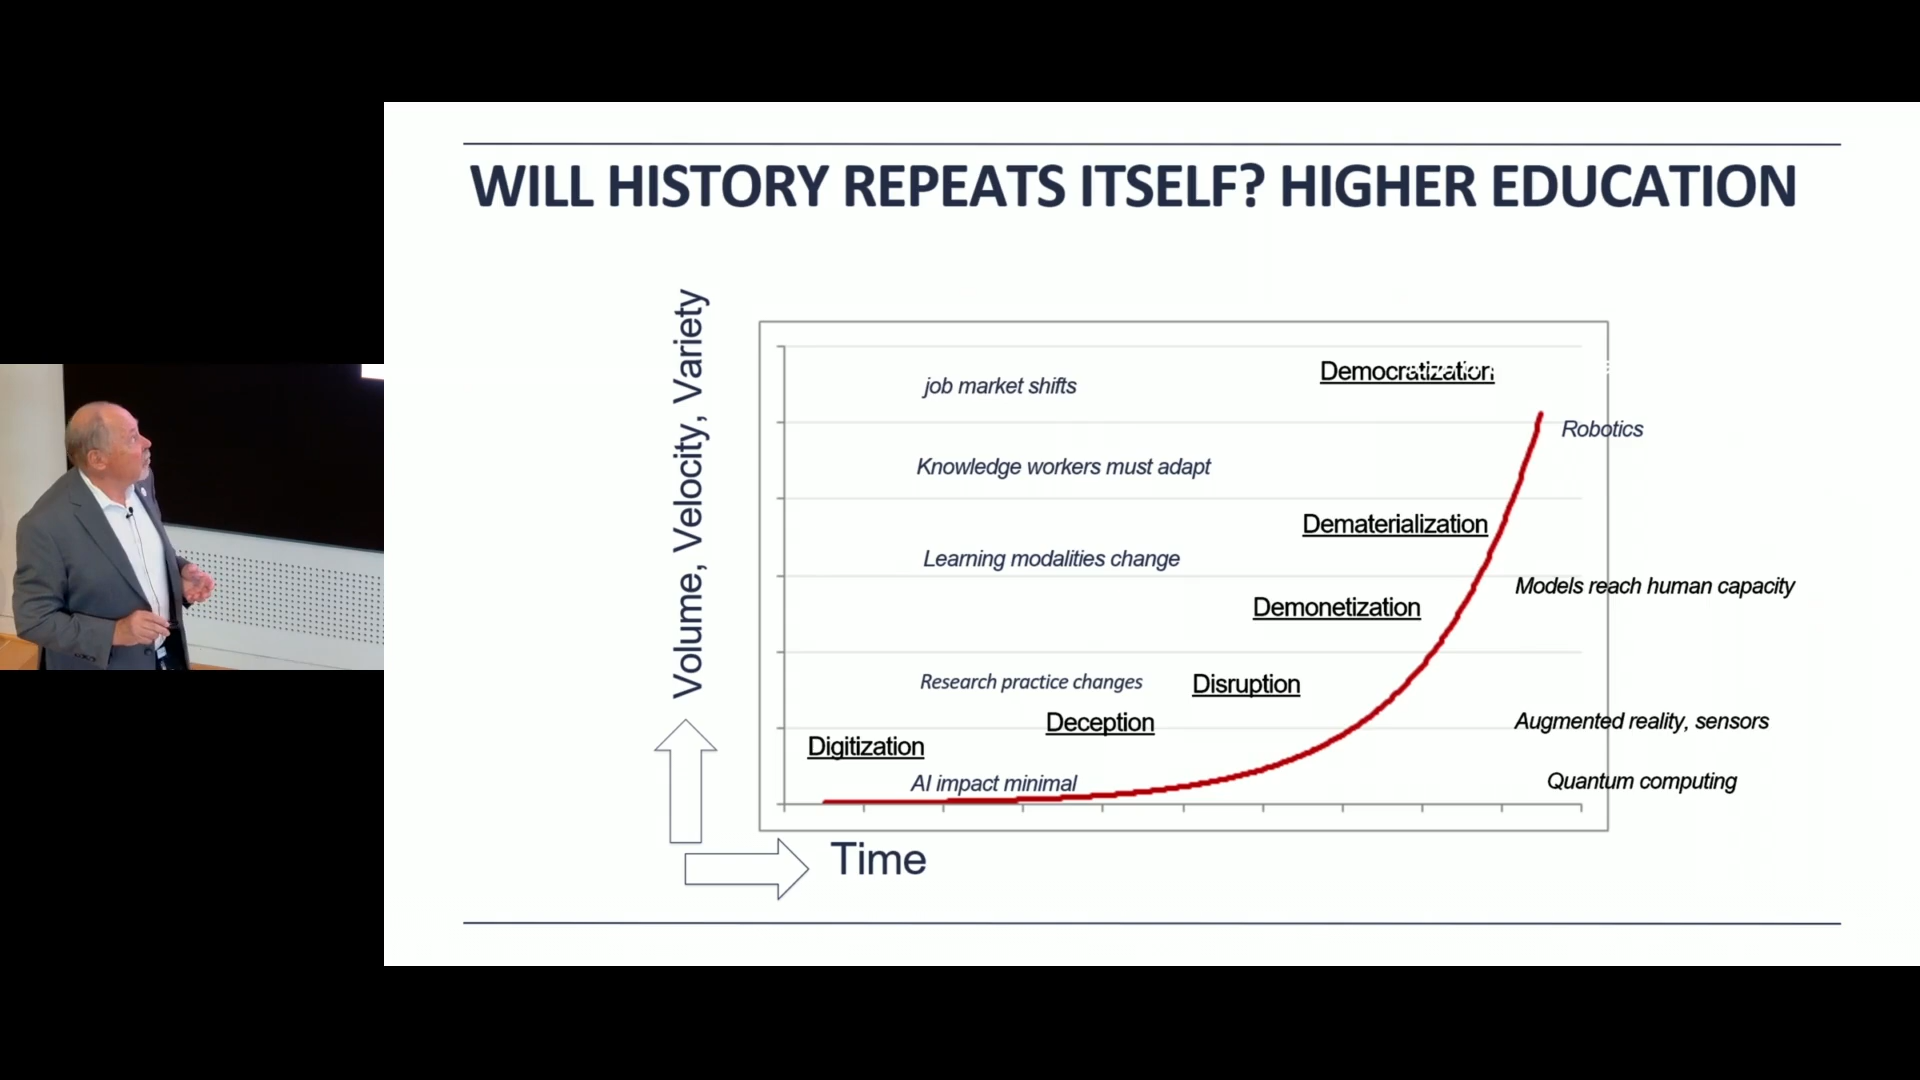 WILL HISTORY REPEATS ITSELF? HIGHER EDUCATION
Volume, Velocity, Variety
job market shifts
Democratization
Robotics
Knowledge workers must adapt
Dematerialization
Learning modalities change
Models reach human capacity
Demonetization
Research practice changes
Disruption
Deception
Augmented reality, sensors
Digitization
AI impact minimal
Quantum computing
Time